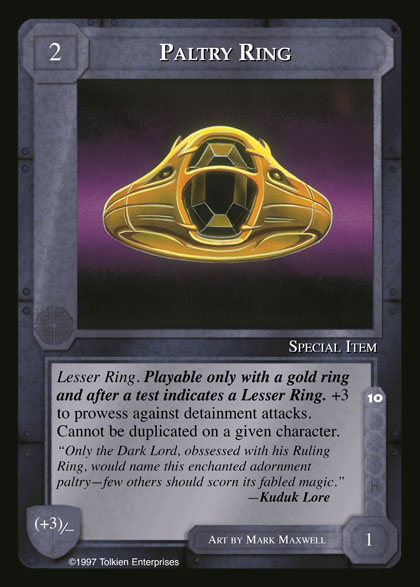 2
PALTRY RING
SPECIAL ITEM
Lesser Ring. Playable only with a gold ring
and after a test indicates a Lesser Ring. +3
to prowess against detainment attacks.
Cannot be duplicated on a given character.
“Only the Dark Lord, obssessed with his Ruling
Ring, would name this enchanted adornment
paltry—few others should scorn its fabled magic.”
—Kuduk Lore
10
H
(+3)/–
ART BY MARK MAXWELL
1
©1997 Tolkien Enterprises